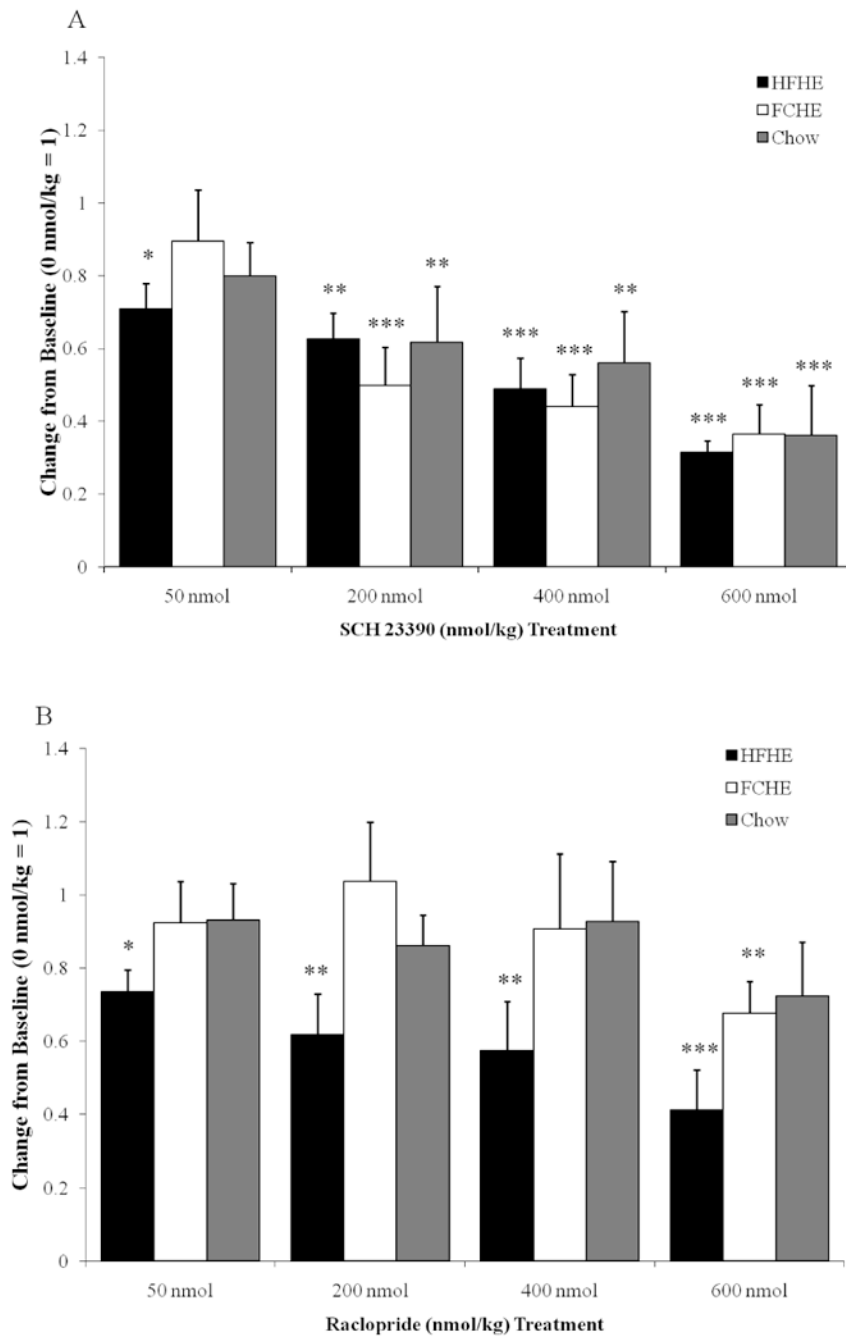 A
1.4
1.2
1
0.8
0.6
0.4
0.2
0
Change from Baseline (0 nmol/kg = 1)
HFHE
FCHE
Chow
*
**
***
**
***
***
**
***
***
***
50 nmol
200 nmol
400 nmol
600 nmol
SCH 23390 (nmol/kg) Treatment
B
1.4
1.2
1
0.8
0.6
0.4
0.2
0
Change from Baseline (0 nmol/kg = 1)
HFHE
FCHE
Chow
*
**
**
***
**
50 nmol
200 nmol
400 nmol
600 nmol
Raclopride (nmol/kg) Treatment